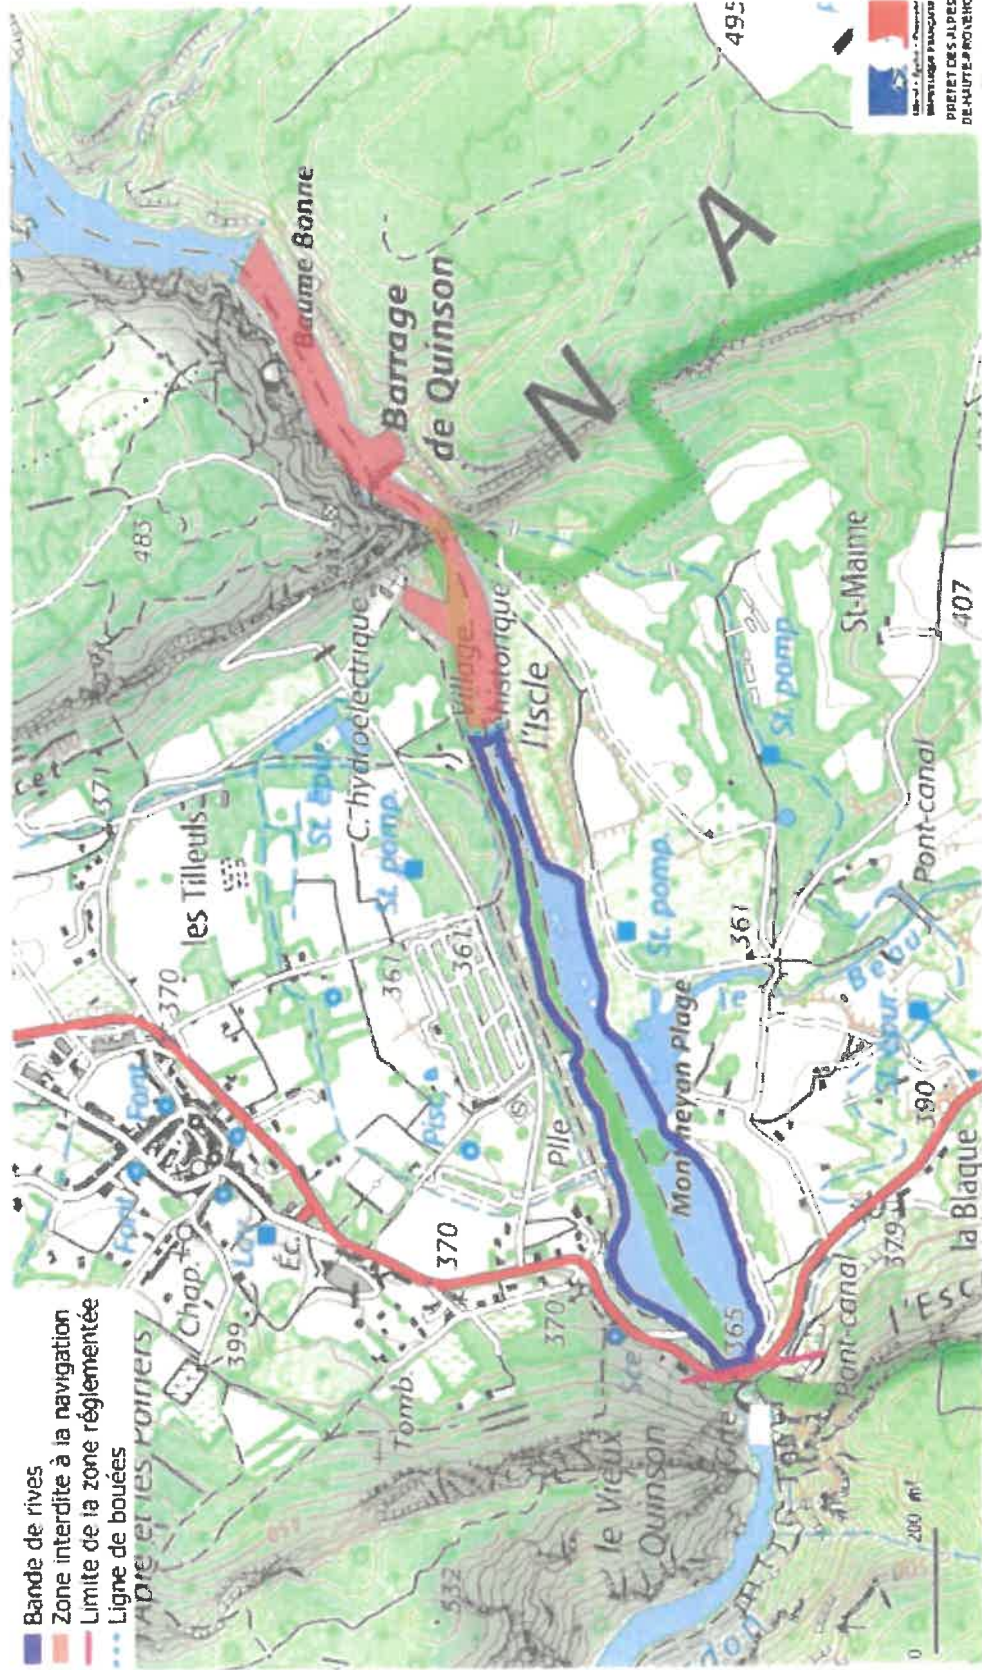 Bande de rives
Zone interdite à la navigation
Limite de la zone réglementée
Ligne de bouées
Chap.
399
Tomb.
Lav.
Éc.
Font
Font
370
370
370
Pisc.
Plle
les Tilleuls
371
St. épur.
C. hydroélectrique
St. pomp.
361
361
483
Baume Bonne
Barrage
de Quinson
Village
Historique
l'Iscle
N
A
495
PRÉFET DES ALPES
DE-HAUTE-PROVENCE
St. pomp.
St. pomp.
St-Maime
407
Pont-canal
361
Montmeyan Plage
le Beau
St. épur.
390
la Blaque
379
365
Pont-canal
Sce
le Vieux
Quinson
532
0
200 m